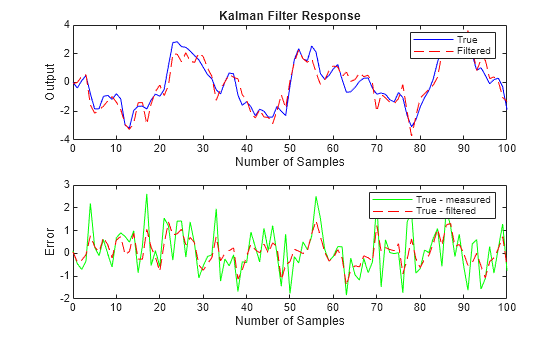 Kalman Filter Response
4
2
0
-2
-4
Output
True
Filtered
0 10 20 30 40 50 60 70 80 90 100
Number of Samples
3
2
1
0
-1
-2
Error
True - measured
True - filtered
0 10 20 30 40 50 60 70 80 90 100
Number of Samples